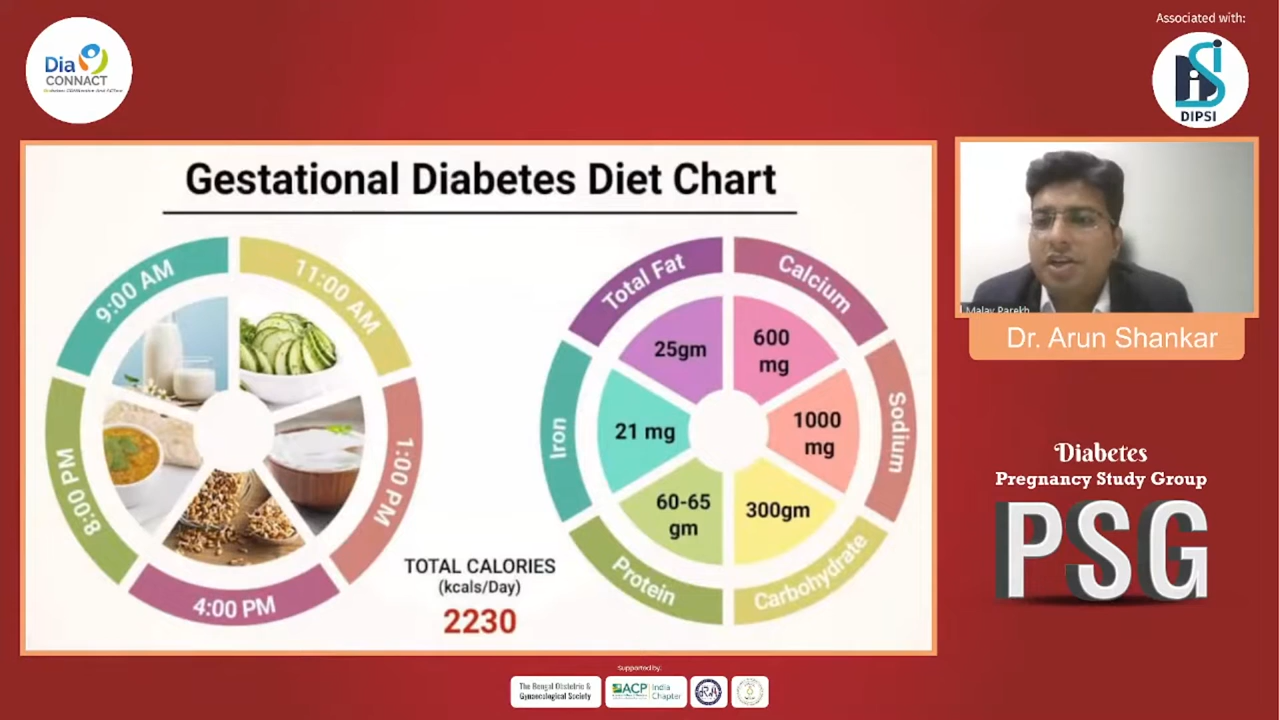 Associated with:
Dia
CONNACT
DIPSI
Gestational Diabetes Diet Chart
9:00 AM
11:00 AM
1:00 PM
4:00 PM
8:00 PM
TOTAL CALORIES
(kcals/Day)
2230
Total Fat
25gm
Calcium
600
mg
Sodium
1000
mg
Carbohydrate
300gm
Protein
60-65
gm
Iron
21 mg
Malay Parekh
Dr. Arun Shankar
Diabetes
Pregnancy Study Group
PSG
supported by:
The Bengal Obstetric &
Gynaecological Society
ACP
India
Chapter